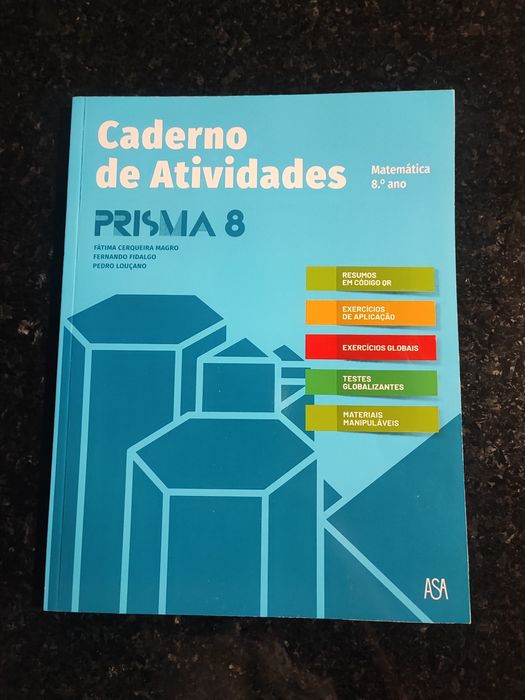 Caderno
de Atividades
Matemática
8.º ano
PRISMA 8
FÁTIMA CERQUEIRA MAGRO
FERNANDO FIDALGO
PEDRO LOUÇANO
RESUMOS
EM CÓDIGO QR
EXERCÍCIOS
DE APLICAÇÃO
EXERCÍCIOS GLOBAIS
TESTES
GLOBALIZANTES
MATERIAIS
MANIPULÁVEIS
ASA